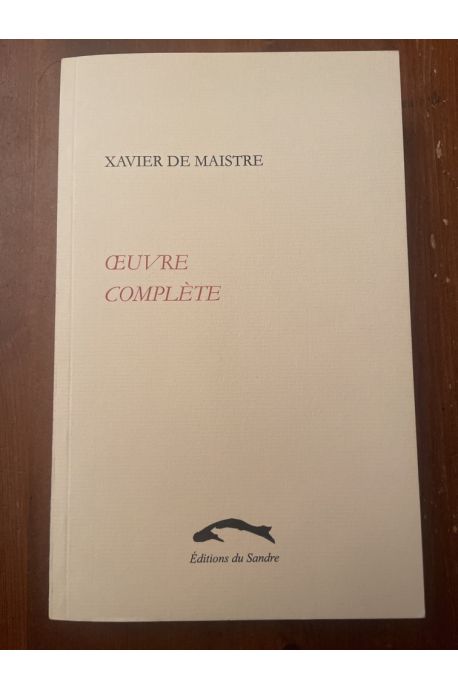 XAVIER DE MAISTRE
ŒUVRE
COMPLÈTE
Éditions du Sandre